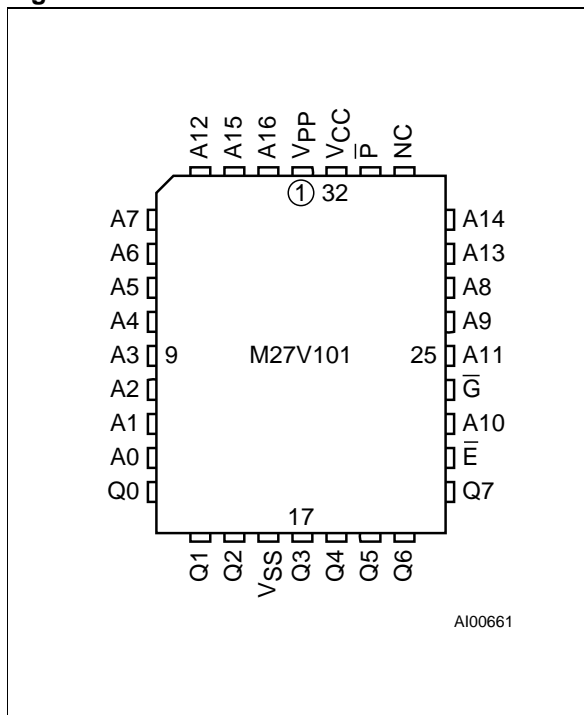 A12
A15
A16
VPP
VCC
P̅
NC
1 32
A7
A6
A5
A4
A3
A2
A1
A0
Q0
9
M27V101
25
A14
A13
A8
A9
A11
G̅
A10
E̅
Q7
17
Q1
Q2
VSS
Q3
Q4
Q5
Q6
AI00661